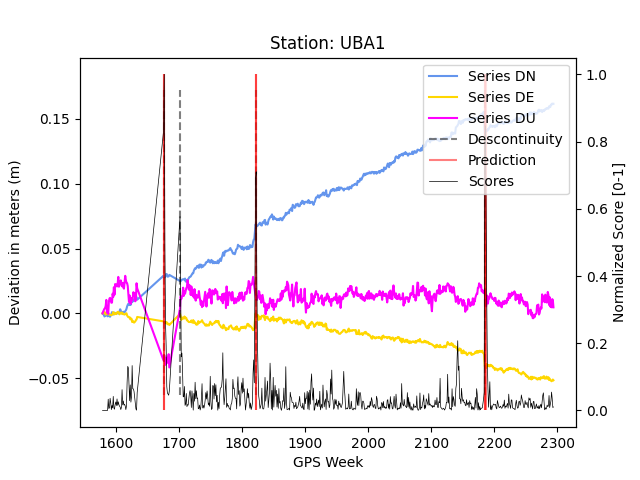 Station: UBA1
Series DN
Series DE
Series DU
Descontinuity
Prediction
Scores
Deviation in meters (m)
0.15
0.10
0.05
0.00
−0.05
Normalized Score [0-1]
1.0
0.8
0.6
0.4
0.2
0.0
1600 1700 1800 1900 2000 2100 2200 2300
GPS Week